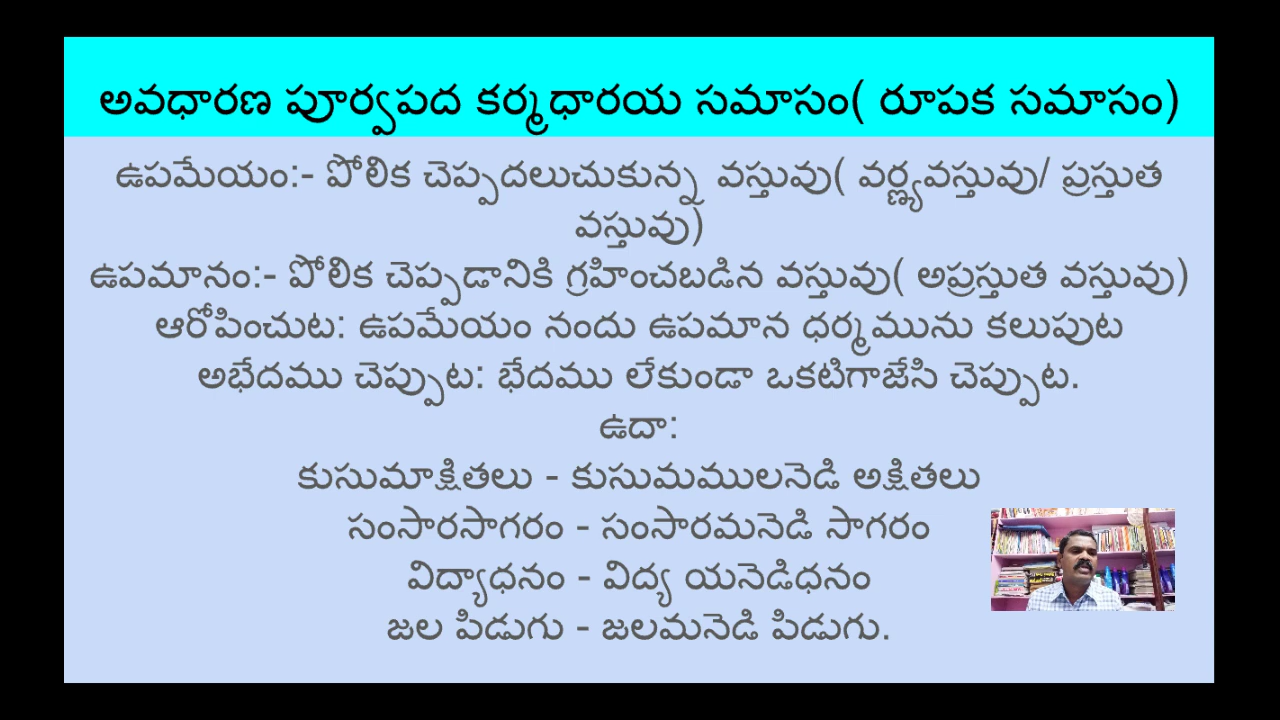 అవధారణ పూర్వపద కర్మధారయ సమాసం( రూపక సమాసం)
ఉపమేయం:- పోలిక చెప్పదలుచుకున్న వస్తువు( వర్ణ్యవస్తువు/ ప్రస్తుత
వస్తువు)
ఉపమానం:- పోలిక చెప్పడానికి గ్రహించబడిన వస్తువు( అప్రస్తుత వస్తువు)
ఆరోపించుట: ఉపమేయం నందు ఉపమాన ధర్మమును కలుపుట
అభేదము చెప్పుట: భేదము లేకుండా ఒకటిగాజేసి చెప్పుట.
ఉదా:
కుసుమాక్షితలు - కుసుమములనెడి అక్షితలు
సంసారసాగరం - సంసారమనెడి సాగరం
విద్యాధనం - విద్య యనెడిధనం
జల పిడుగు - జలమనెడి పిడుగు.